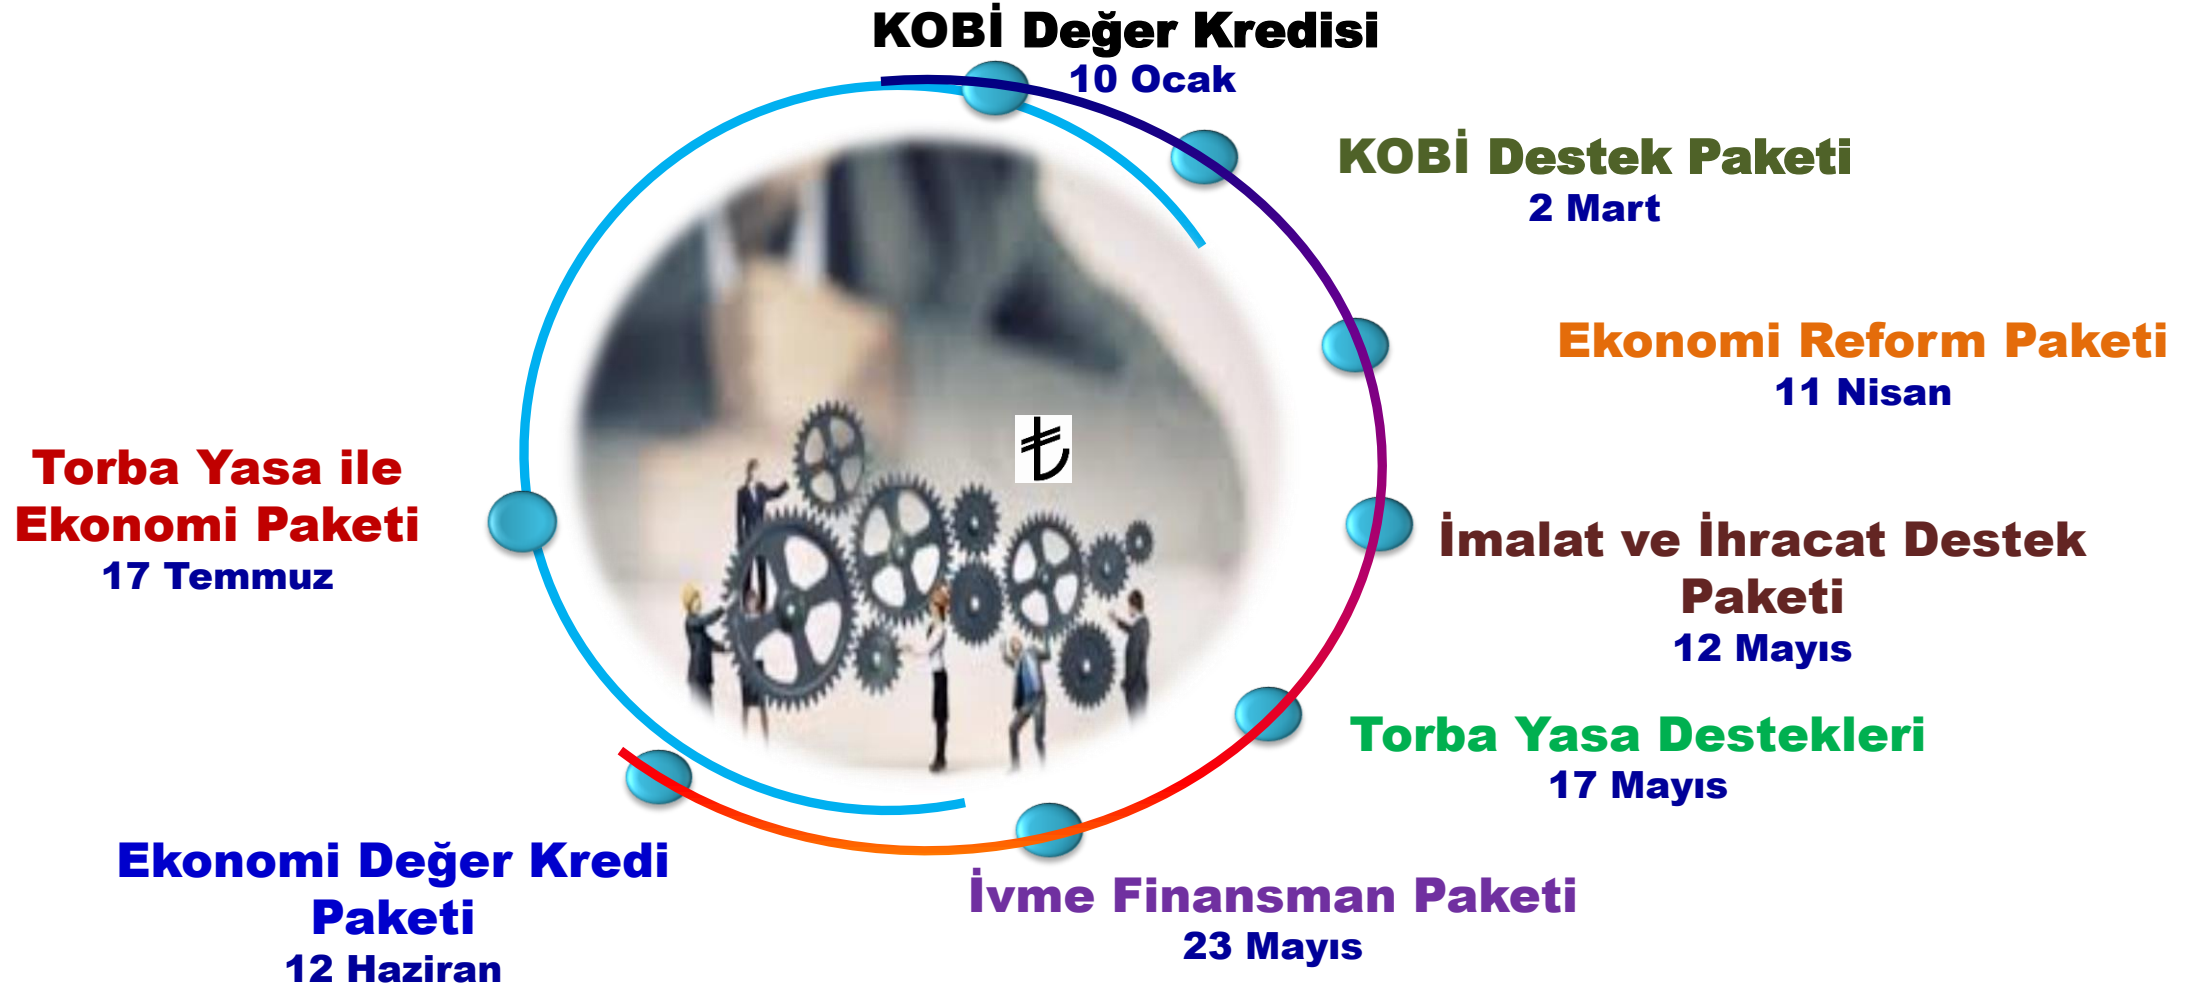 KOBİ Değer Kredisi
10 Ocak
KOBİ Destek Paketi
2 Mart
Ekonomi Reform Paketi
11 Nisan
İmalat ve İhracat Destek
Paketi
12 Mayıs
Torba Yasa Destekleri
17 Mayıs
İvme Finansman Paketi
23 Mayıs
Ekonomi Değer Kredi
Paketi
12 Haziran
Torba Yasa ile
Ekonomi Paketi
17 Temmuz
₺